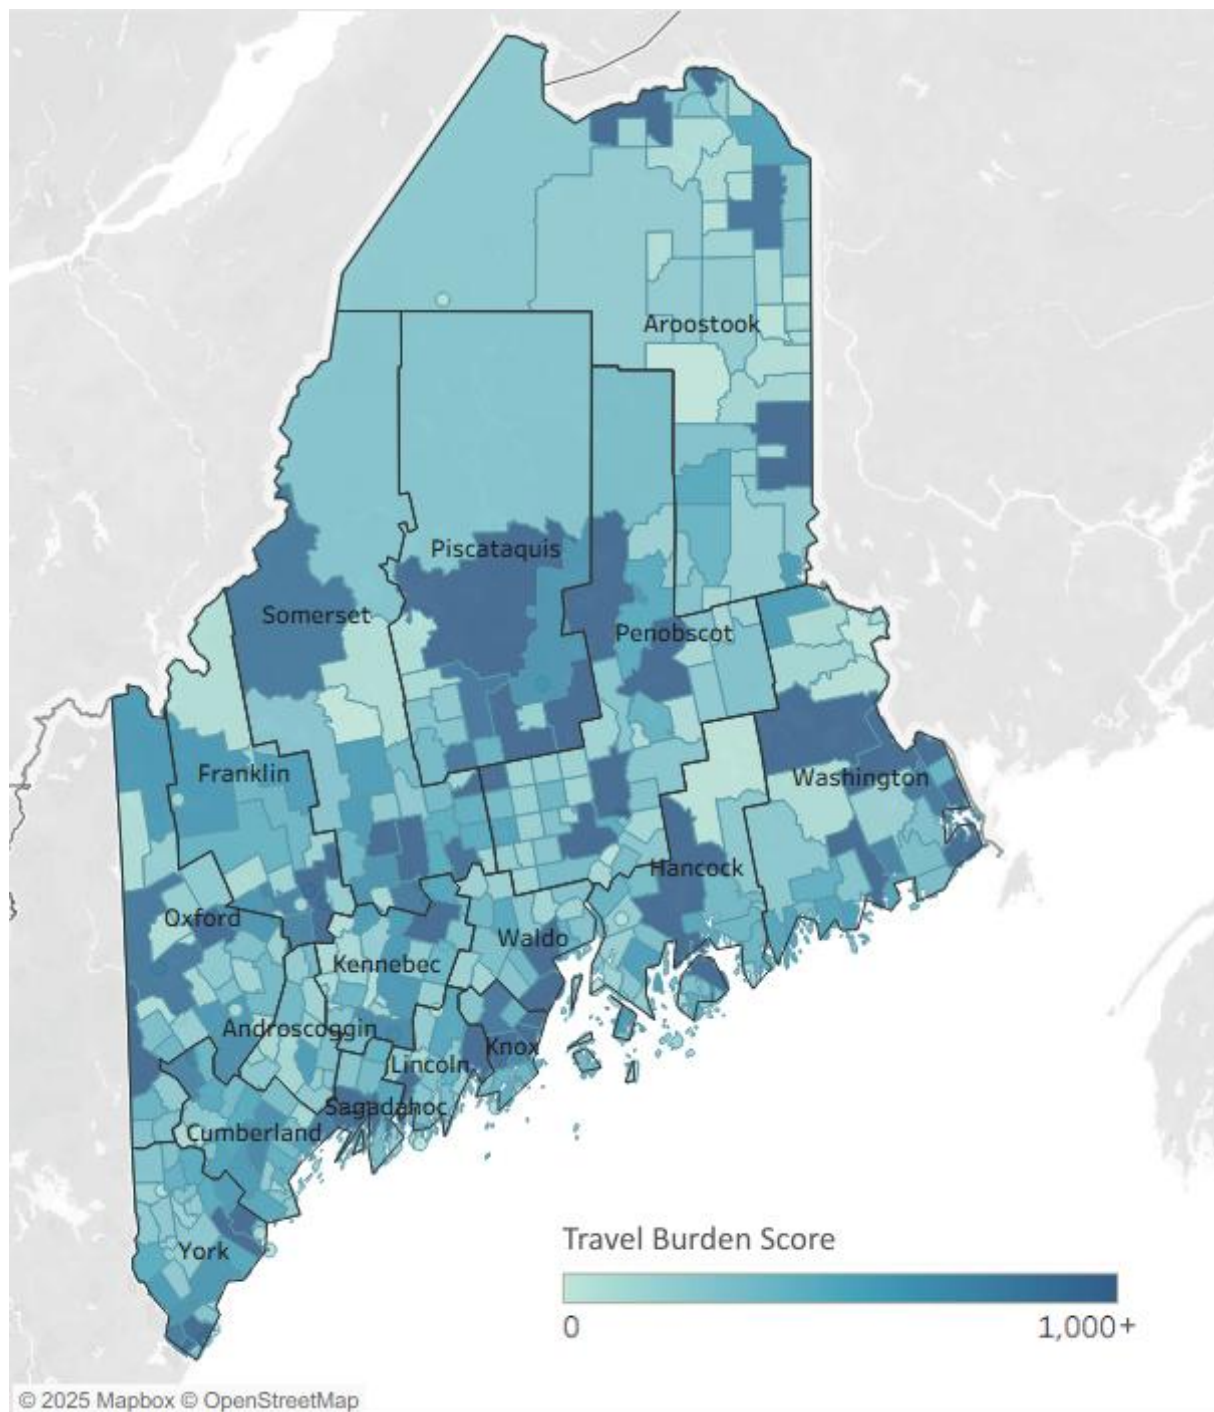 Aroostook
Piscataquis
Somerset
Penobscot
Franklin
Washington
Hancock
Oxford
Waldo
Kennebec
Androscoggin
Knox
Lincoln
Sagadahoc
Cumberland
York
Travel Burden Score
0 1,000+
© 2025 Mapbox © OpenStreetMap